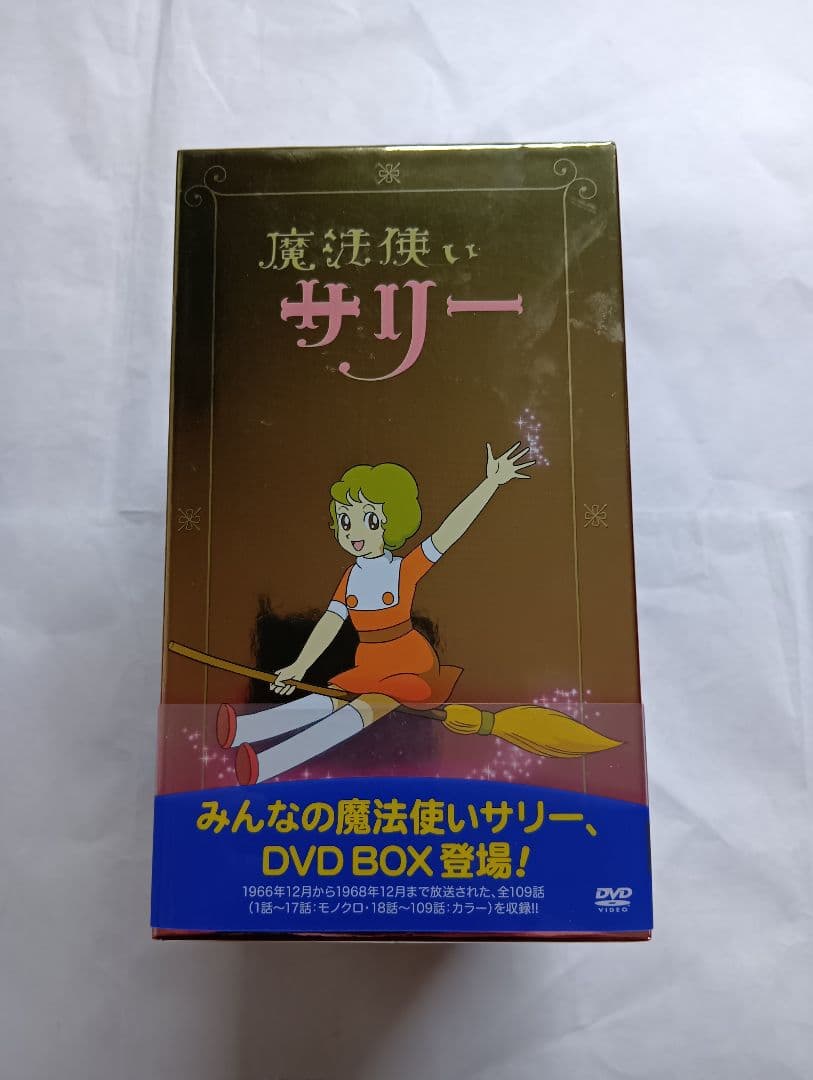 魔法使い
サリー
みんなの魔法使いサリー、
DVD BOX 登場!
1966年12月から1968年12月まで放送された、全109話
(1話〜17話:モノクロ・18話〜109話:カラー)を収録!!
DVD
VIDEO